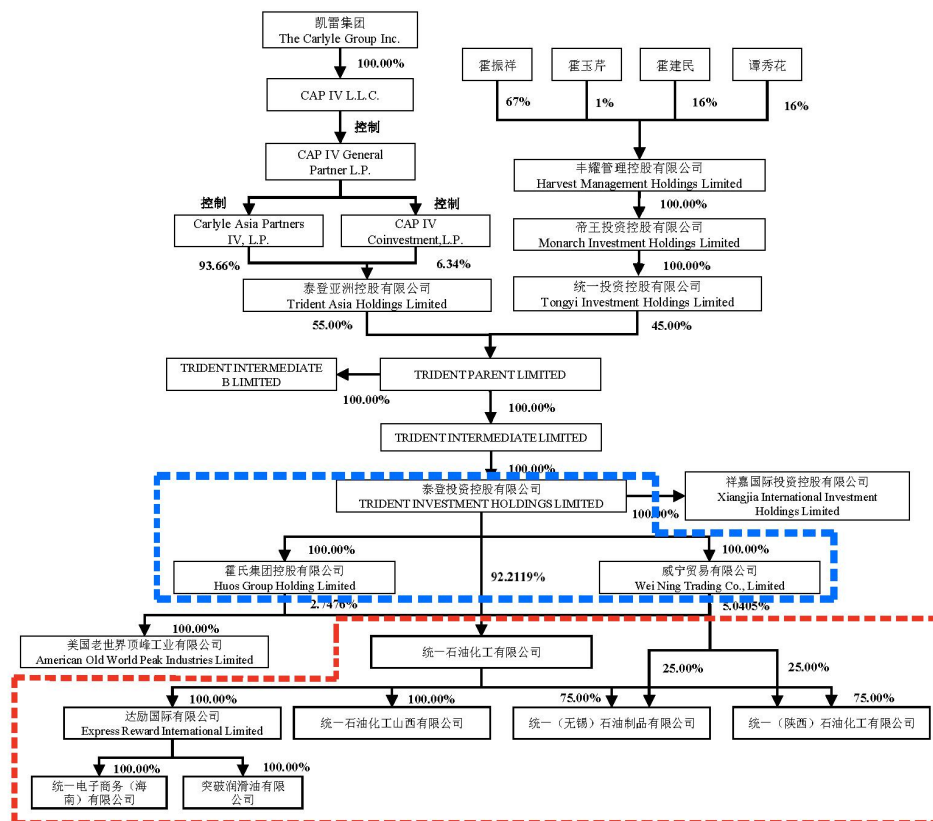 凯雷集团
The Carlyle Group Inc.
100.00%
CAP IV L.L.C.
控制
CAP IV General
Partner L.P.
控制
控制
Carlyle Asia Partners
IV, L.P.
CAP IV
Coinvestment,L.P.
93.66%
6.34%
泰登亚洲控股有限公司
Trident Asia Holdings Limited
55.00%
霍振祥
霍玉芹
霍建民
谭秀花
67%
1%
16%
16%
丰耀管理控股有限公司
Harvest Management Holdings Limited
100.00%
帝王投资控股有限公司
Monarch Investment Holdings Limited
100.00%
统一投资控股有限公司
Tongyi Investment Holdings Limited
45.00%
TRIDENT INTERMEDIATE
B LIMITED
100.00%
TRIDENT PARENT LIMITED
100.00%
TRIDENT INTERMEDIATE LIMITED
100.00%
泰登投资控股有限公司
TRIDENT INVESTMENT HOLDINGS LIMITED
100.00%
祥嘉国际投资控股有限公司
Xiangjia International Investment
Holdings Limited
100.00%
92.2119%
100.00%
霍氏集团控股有限公司
Huos Group Holding Limited
威宁贸易有限公司
Wei Ning Trading Co., Limited
2.7476%
5.0405%
100.00%
美国老世界顶峰工业有限公司
American Old World Peak Industries Limited
统一石油化工有限公司
25.00%
25.00%
100.00%
100.00%
75.00%
75.00%
达励国际有限公司
Express Reward International Limited
统一石油化工山西有限公司
统一（无锡）石油制品有限公司
统一（陕西）石油化工有限公司
100.00%
100.00%
统一电子商务（海
南）有限公司
突破润滑油有限
公司